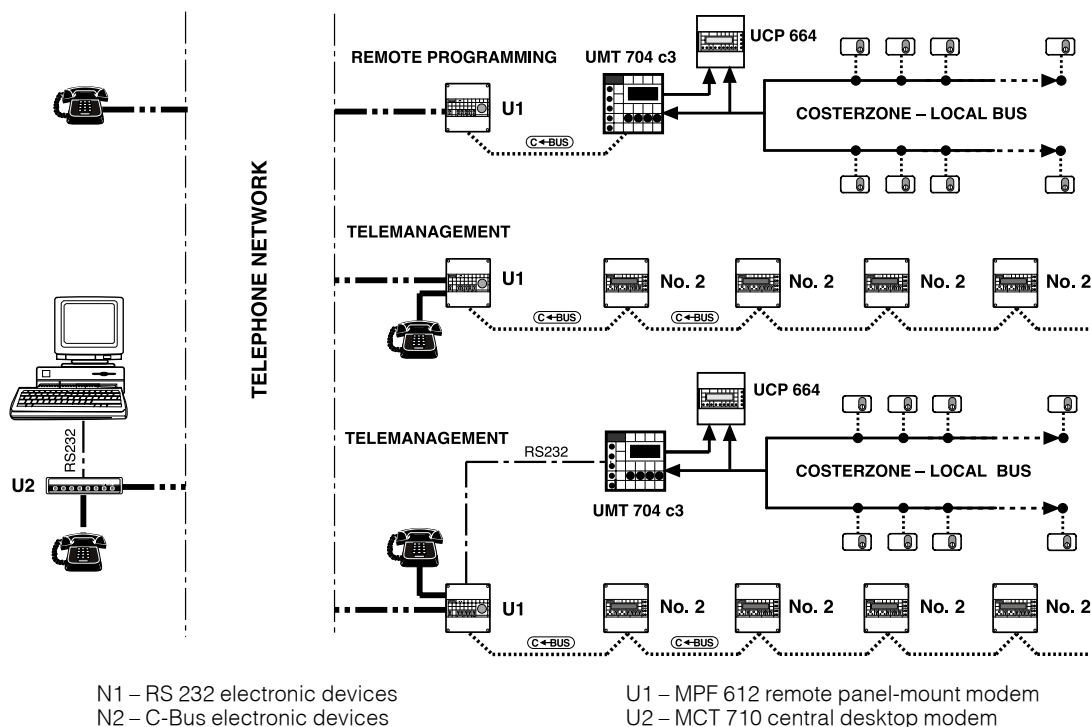 UCP 664
REMOTE PROGRAMMING
UMT 704 c3
U1
COSTERZONE – LOCAL BUS
C BUS
TELEPHONE NETWORK
TELEMANAGEMENT
U1
No. 2
No. 2
No. 2
No. 2
C BUS
C BUS
UCP 664
TELEMANAGEMENT
RS232
RS232
COSTERZONE – LOCAL BUS
U2
UMT 704 c3
U1
No. 2
No. 2
No. 2
No. 2
C BUS
C BUS
N1 – RS 232 electronic devices
N2 – C-Bus electronic devices
U1 – MPF 612 remote panel-mount modem
U2 – MCT 710 central desktop modem